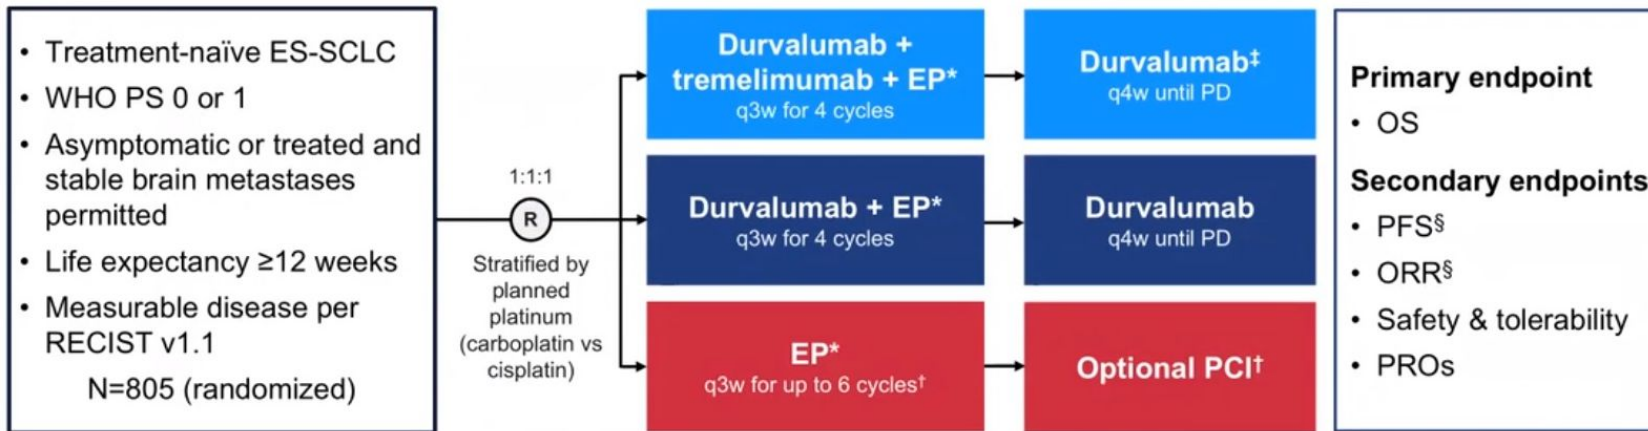 • Treatment-naïve ES-SCLC
• WHO PS 0 or 1
• Asymptomatic or treated and
stable brain metastases
permitted
• Life expectancy ≥12 weeks
• Measurable disease per
RECIST v1.1
N=805 (randomized)
1:1:1
R
Stratified by
planned
platinum
(carboplatin vs
cisplatin)
Durvalumab +
tremelimumab + EP*
q3w for 4 cycles
Durvalumab‡
q4w until PD
Durvalumab + EP*
q3w for 4 cycles
Durvalumab
q4w until PD
EP*
q3w for up to 6 cycles†
Optional PCI†
Primary endpoint
• OS
Secondary endpoints
• PFS§
• ORR§
• Safety & tolerability
• PROs